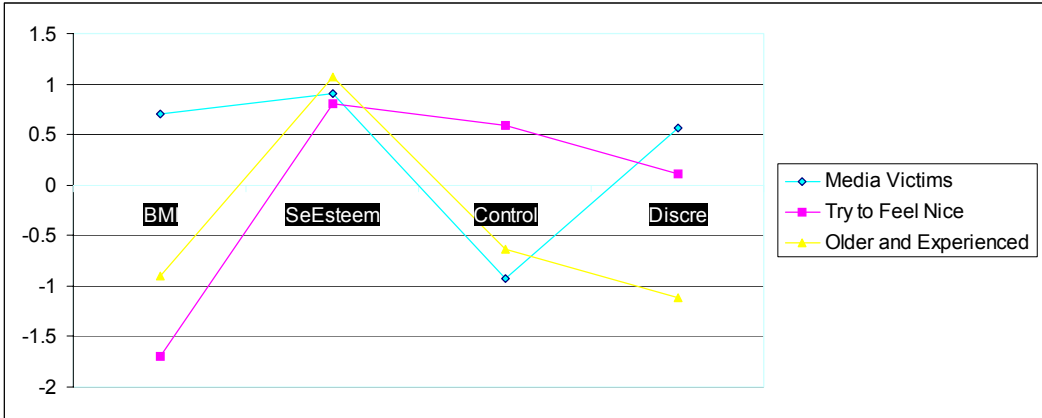 1.5
1
0.5
0
BMI SeEsteem Control Discre
-0.5
-1
-1.5
-2
Media Victims
Try to Feel Nice
Older and Experienced